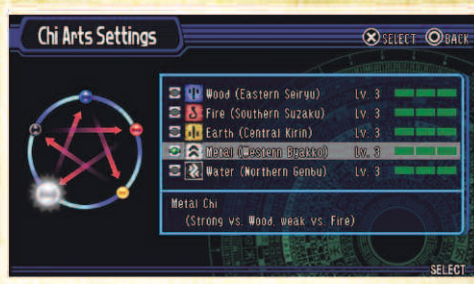 Chi Arts Settings
SELECT BACK
Wood (Eastern Seiryu) Lv. 3
Fire (Southern Suzaku) Lv. 3
Earth (Central Kirin) Lv. 3
Metal (Western Byakko) Lv. 3
Water (Northern Genbu) Lv. 3
Metal Chi
(Strong vs. Wood, weak vs. Fire)
SELECT